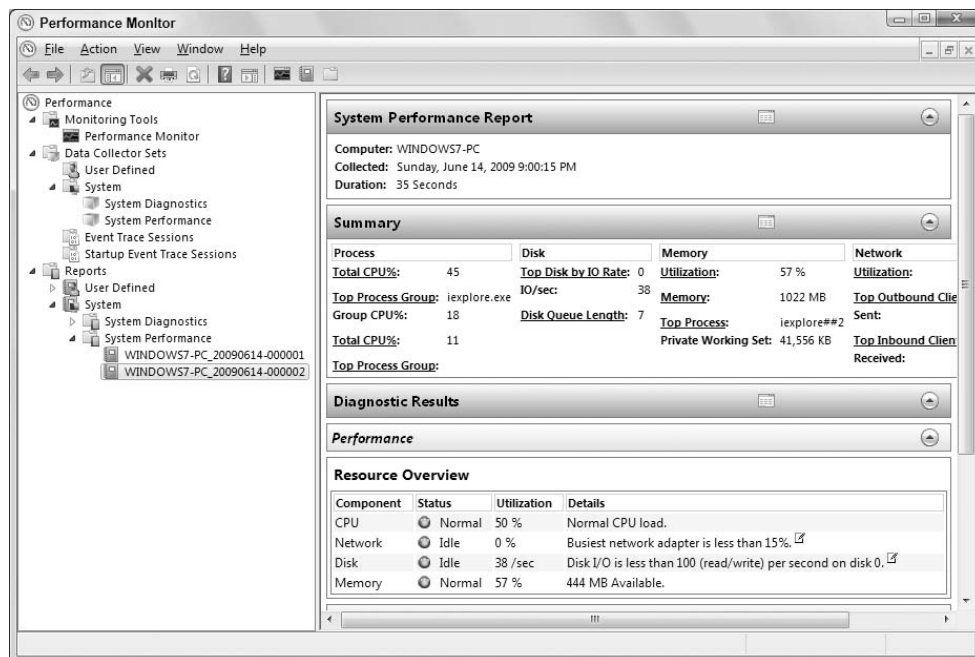 Performance Monitor
File Action View Window Help
Performance
Monitoring Tools
Performance Monitor
Data Collector Sets
User Defined
System
System Diagnostics
System Performance
Event Trace Sessions
Startup Event Trace Sessions
Reports
User Defined
System
System Diagnostics
System Performance
WINDOWS7-PC_20090614-000001
WINDOWS7-PC_20090614-000002
System Performance Report
Computer: WINDOWS7-PC
Collected: Sunday, June 14, 2009 9:00:15 PM
Duration: 35 Seconds
Summary
Process
Total CPU%: 45
Top Process Group: iexplore.exe
Group CPU%: 18
Total CPU%: 11
Top Process Group:
Disk
Top Disk by IO Rate: 0
IO/sec: 38
Disk Queue Length: 7
Memory
Utilization: 57 %
Memory: 1022 MB
Top Process: iexplore##2
Private Working Set: 41,556 KB
Network
Utilization:
Top Outbound Clie
Sent:
Top Inbound Clien
Received:
Diagnostic Results
Performance
Resource Overview
Component Status Utilization Details
CPU Normal 50 % Normal CPU load.
Network Idle 0 % Busiest network adapter is less than 15%.
Disk Idle 38 /sec Disk I/O is less than 100 (read/write) per second on disk 0.
Memory Normal 57 % 444 MB Available.